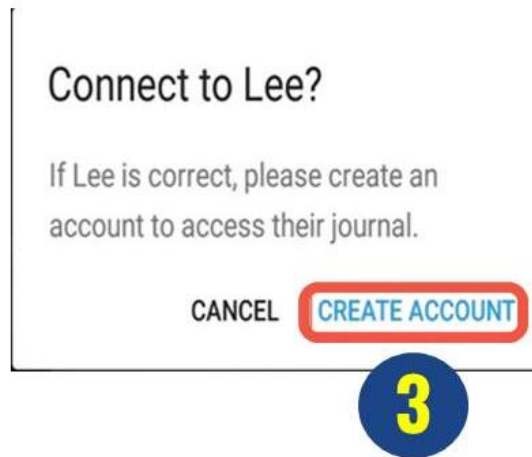 Connect to Lee?
If Lee is correct, please create an
account to access their journal.
CANCEL CREATE ACCOUNT
3